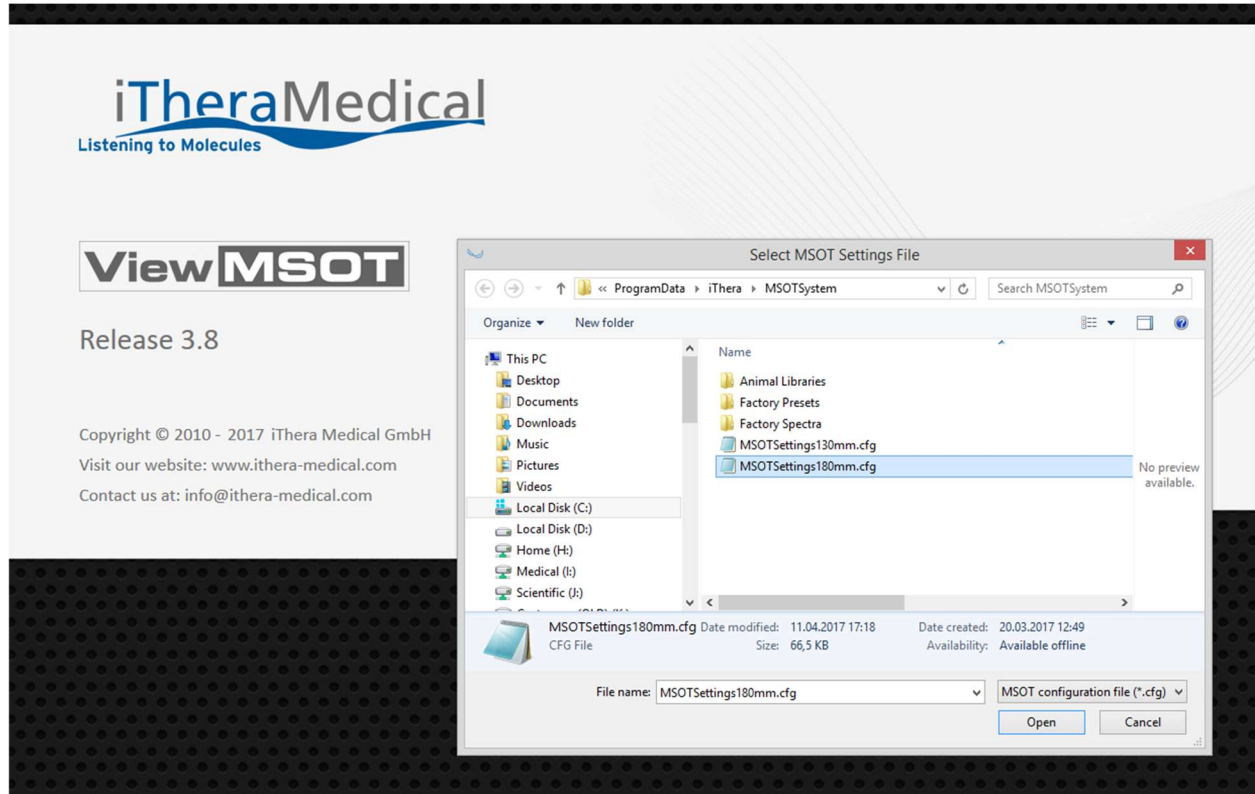 iTheraMedical
Listening to Molecules
View MSOT
Release 3.8
Copyright © 2010 - 2017 iThera Medical GmbH
Visit our website: www.ithera-medical.com
Contact us at: info@ithera-medical.com
Select MSOT Settings File
« ProgramData ▸ iThera ▸ MSOTSystem
Search MSOTSystem
Organize
New folder
This PC
Desktop
Documents
Downloads
Music
Pictures
Videos
Local Disk (C:)
Local Disk (D:)
Home (H:)
Medical (I:)
Scientific (J:)
Name
Animal Libraries
Factory Presets
Factory Spectra
MSOTSettings130mm.cfg
MSOTSettings180mm.cfg
No preview
available.
MSOTSettings180mm.cfg Date modified: 11.04.2017 17:18 Date created: 20.03.2017 12:49
CFG File Size: 66,5 KB Availability: Available offline
File name: MSOTSettings180mm.cfg
MSOT configuration file (*.cfg)
Open
Cancel